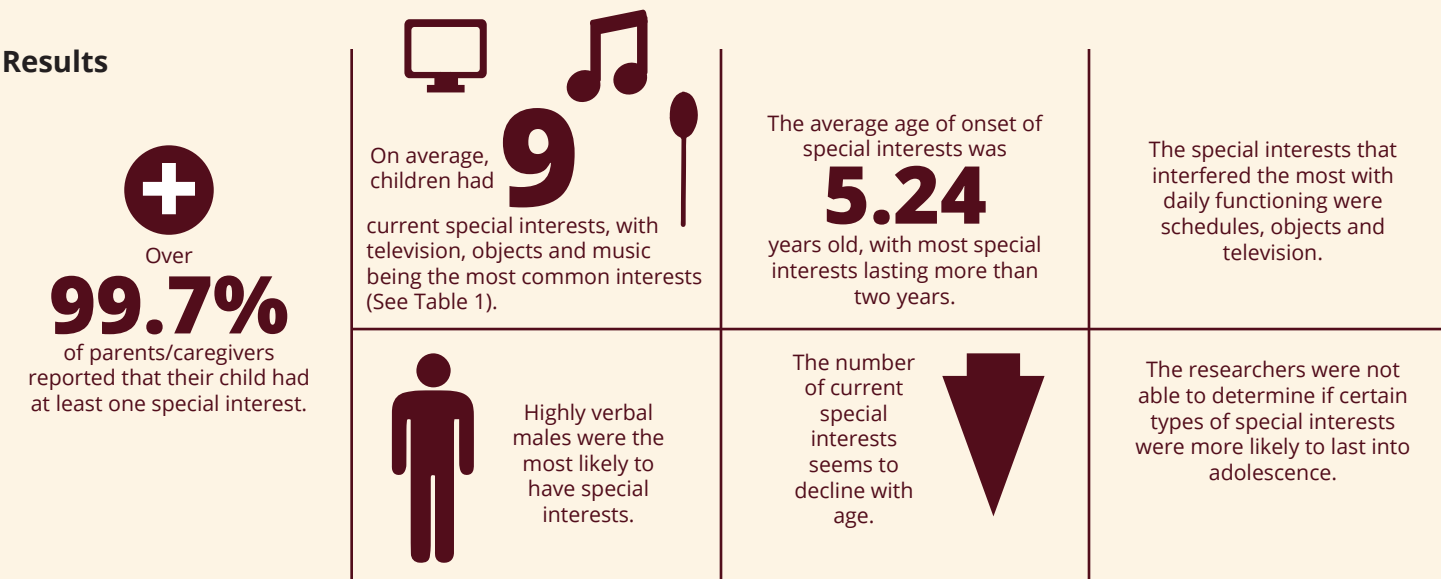 Results
Over
99.7%
of parents/caregivers
reported that their child had
at least one special interest.
On average,
children had
9
current special interests, with
television, objects and music
being the most common interests
(See Table 1).
The average age of onset of
special interests was
5.24
years old, with most special
interests lasting more than
two years.
The special interests that
interfered the most with
daily functioning were
schedules, objects and
television.
Highly verbal
males were the
most likely to
have special
interests.
The number
of current
special
interests
seems to
decline with
age.
The researchers were not
able to determine if certain
types of special interests
were more likely to last into
adolescence.